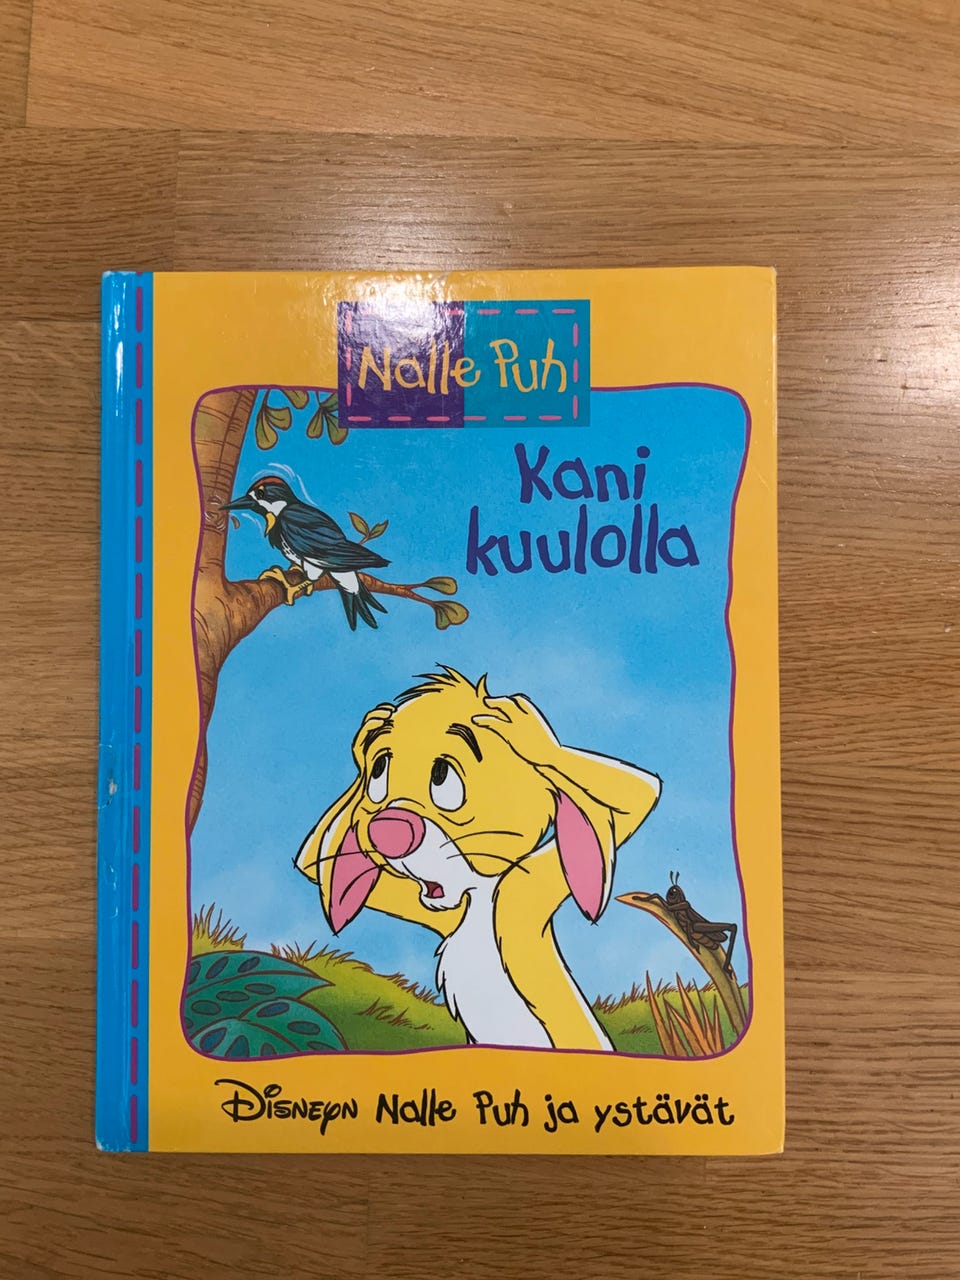 Nalle Puh
Kani
kuulolla
Disneyn Nalle Puh ja ystävät